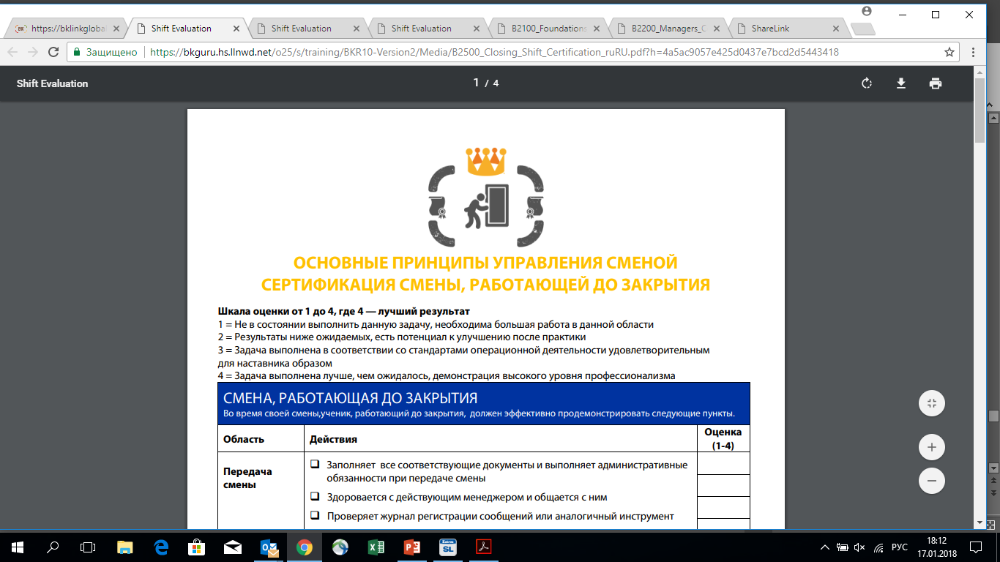 https://bklinkgloba
Shift Evaluation
Shift Evaluation
Shift Evaluation
B2100_Foundations
B2200_Managers_C
ShareLink
Защищено
https://bkguru.hs.llnwd.net/o25/s/training/BKR10-Version2/Media/B2500_Closing_Shift_Certification_ruRU.pdf?h=4a5ac9057e425d0437e7bcd2d5443418
Shift Evaluation
1 / 4
ОСНОВНЫЕ ПРИНЦИПЫ УПРАВЛЕНИЯ СМЕНОЙ
СЕРТИФИКАЦИЯ СМЕНЫ, РАБОТАЮЩЕЙ ДО ЗАКРЫТИЯ
Шкала оценки от 1 до 4, где 4 — лучший результат
1 = Не в состоянии выполнить данную задачу, необходима большая работа в данной области
2 = Результаты ниже ожидаемых, есть потенциал к улучшению после практики
3 = Задача выполнена в соответствии со стандартами операционной деятельности удовлетворительным
для наставника образом
4 = Задача выполнена лучше, чем ожидалось, демонстрация высокого уровня профессионализма
СМЕНА, РАБОТАЮЩАЯ ДО ЗАКРЫТИЯ
Во время своей смены,ученик, работающий до закрытия, должен эффективно продемонстрировать следующие пункты.
Область
Действия
Оценка
(1-4)
Передача
смены
Заполняет все соответствующие документы и выполняет административные
обязанности при передаче смены
Здоровается с действующим менеджером и общается с ним
Проверяет журнал регистрации сообщений или аналогичный инструмент
SL
РУС
18:12
17.01.2018